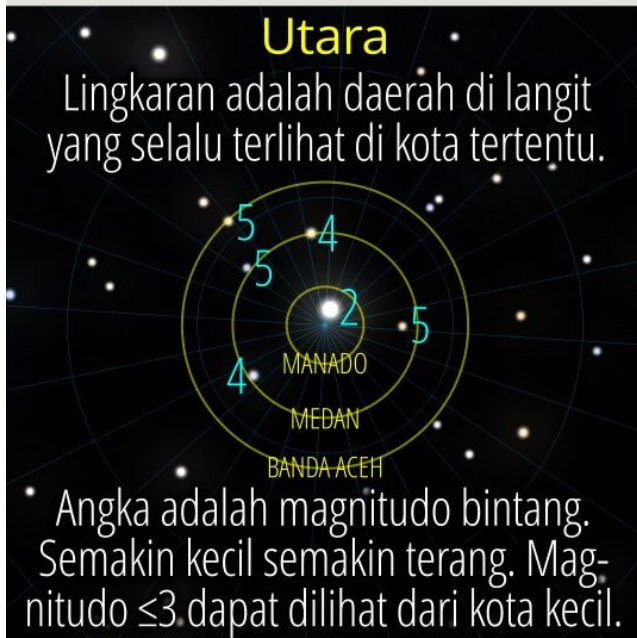 Utara
Lingkaran adalah daerah di langit
yang selalu terlihat di kota tertentu.
5
4
5
2
5
MANADO
4
MEDAN
BANDA ACEH
Angka adalah magnitudo bintang.
Semakin kecil semakin terang. Mag-
nitudo ≤3 dapat dilihat dari kota kecil.